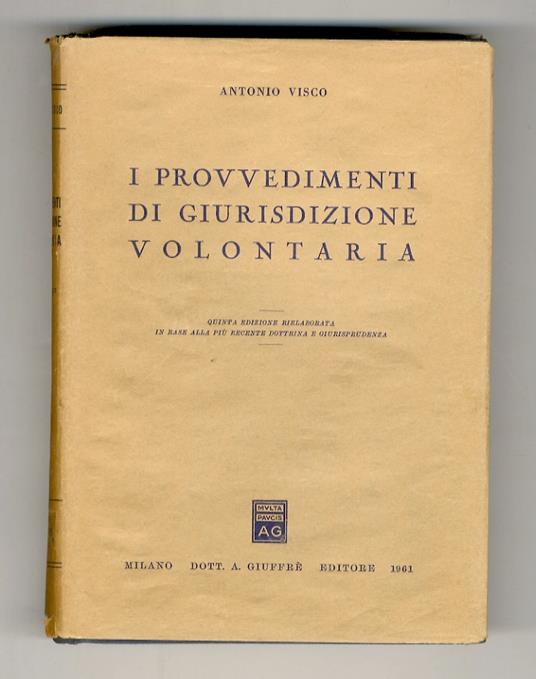 ANTONIO VISCO
I PROVVEDIMENTI
DI GIURISDIZIONE
VOLONTARIA
QUINTA EDIZIONE RIELABORATA
IN BASE ALLA PIÙ RECENTE DOTTRINA E GIURISPRUDENZA
MVLTA
PAVCIS
AG
MILANO DOTT. A. GIUFFRÈ EDITORE 1961